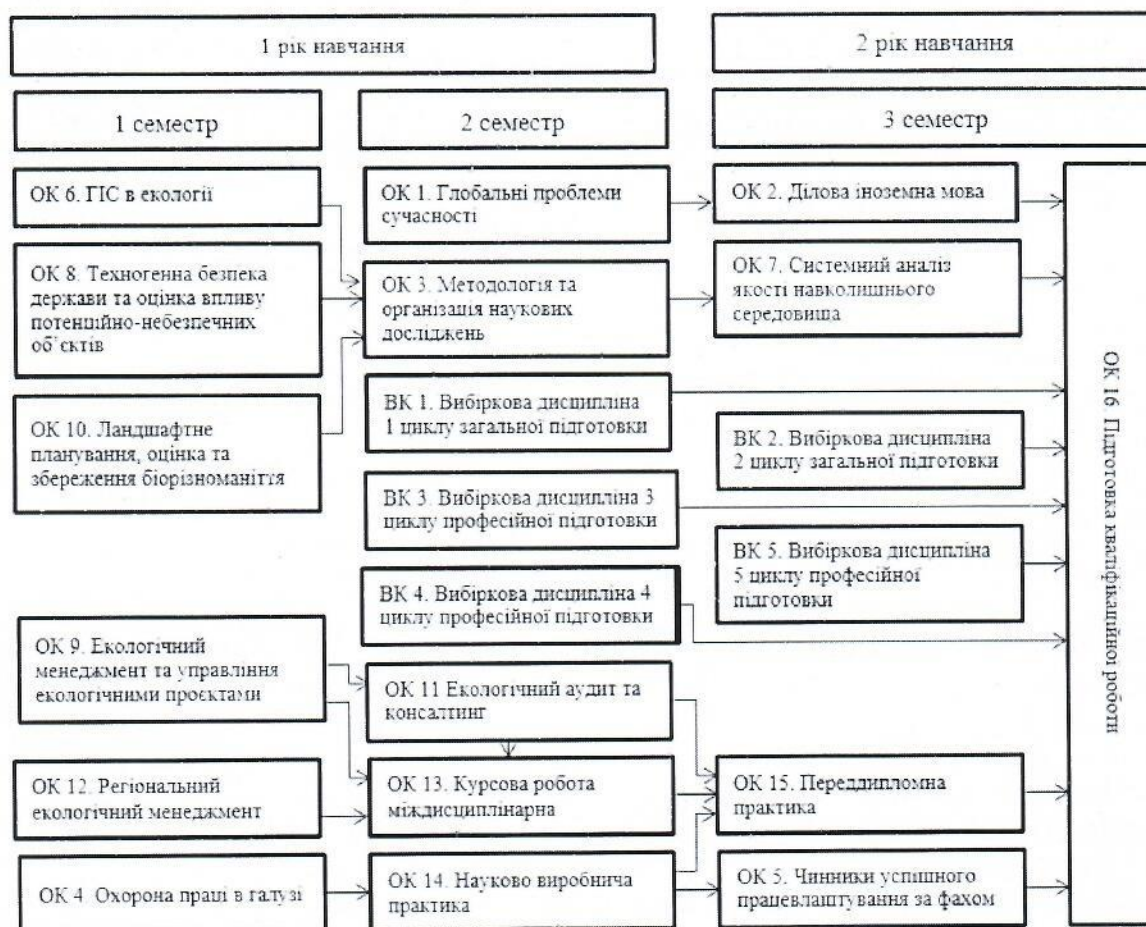 1 рік навчання
2 рік навчання
1 семестр
2 семестр
3 семестр
ОК 6. ГІС в екології
ОК 8. Техногенна безпека
держави та оцінка впливу
потенційно-небезпечних
об’єктів
ОК 10. Ландшафтне
планування, оцінка та
збереження біорізноманіття
ОК 9. Екологічний
менеджмент та управління
екологічними проєктами
ОК 12. Регіональний
екологічний менеджмент
ОК 4. Охорона праці в галузі
ОК 1. Глобальні проблеми
сучасності
ОК 3. Методологія та
організація наукових
досліджень
ВК 1. Вибіркова дисципліна
1 циклу загальної підготовки
ВК 3. Вибіркова дисципліна 3
циклу професійної підготовки
ВК 4. Вибіркова дисципліна 4
циклу професійної підготовки
ОК 11 Екологічний аудит та
консалтинг
ОК 13. Курсова робота
міждисциплінарна
ОК 14. Науково виробнича
практика
ОК 2. Ділова іноземна мова
ОК 7. Системний аналіз
якості навколишнього
середовища
ВК 2. Вибіркова дисципліна
2 циклу загальної підготовки
ВК 5. Вибіркова дисципліна
5 циклу професійної
підготовки
ОК 15. Переддипломна
практика
ОК 5. Чинники успішного
працевлаштування за фахом
ОК 16. Підготовка кваліфікаційної роботи